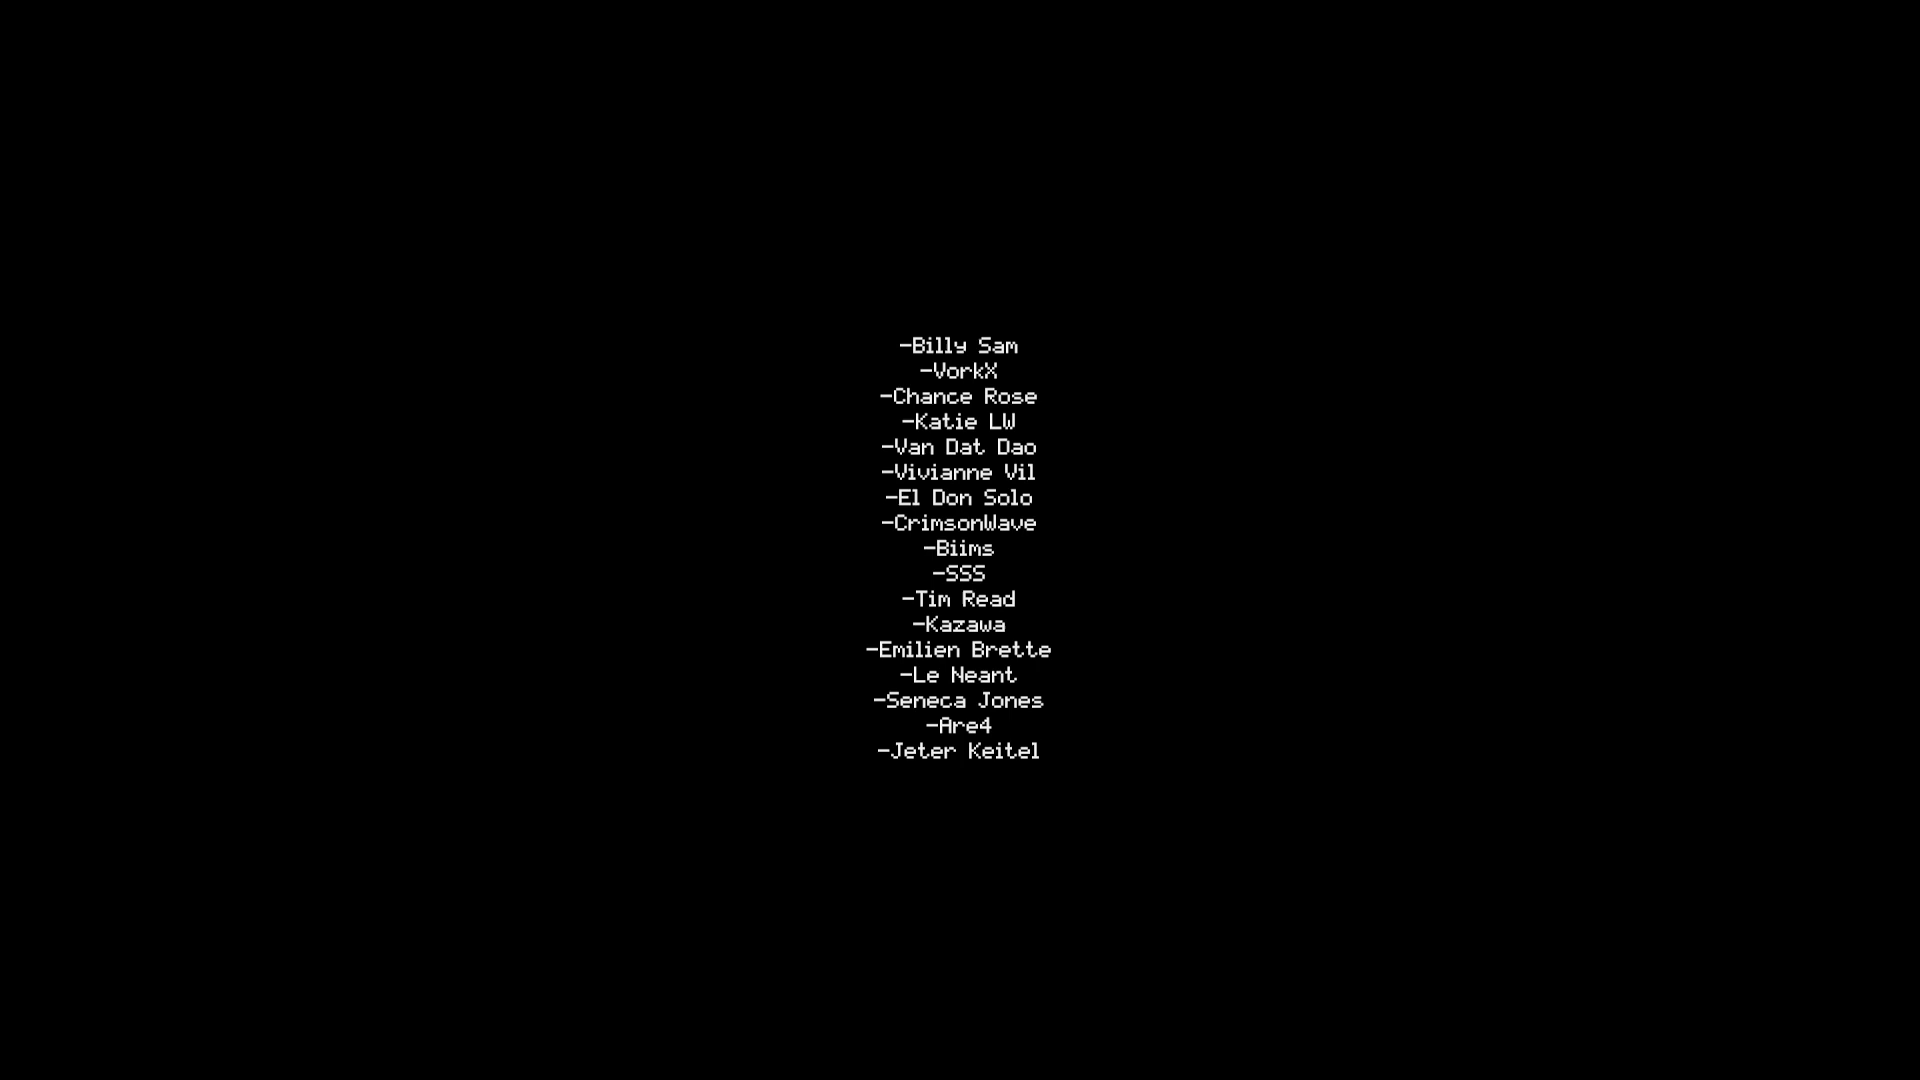 -Billy Sam
-VorkX
-Chance Rose
-Katie LW
-Van Dat Dao
-Vivianne Vil
-El Don Solo
-CrimsonWave
-Biims
-SSS
-Tim Read
-Kazawa
-Emilien Brette
-Le Neant
-Seneca Jones
-Are4
-Jeter Keitel